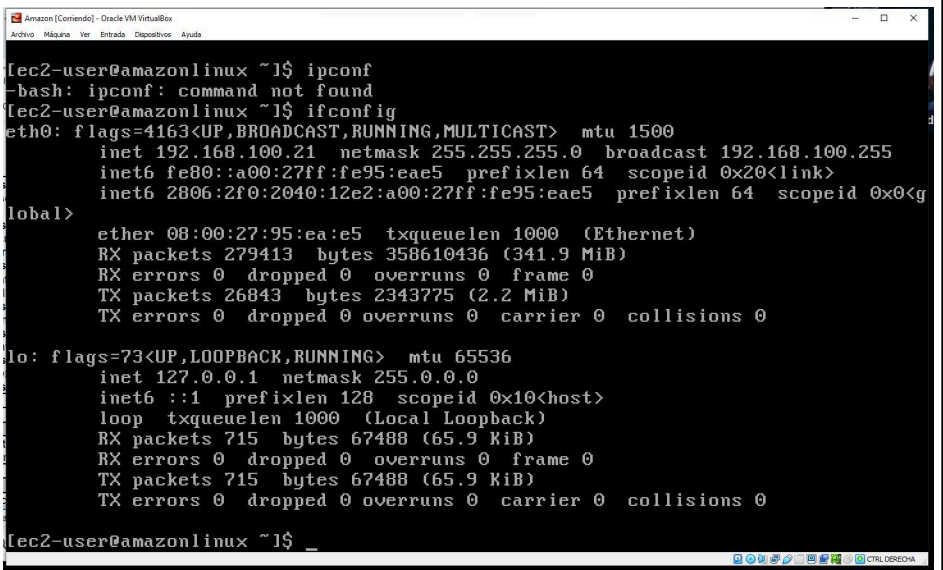 Amazon [Corriendo] - Oracle VM VirtualBox
Archivo Máquina Ver Entrada Dispositivos Ayuda
[ec2-user@amazonlinux ~]$ ipconf
-bash: ipconf: command not found
[ec2-user@amazonlinux ~]$ ifconfig
eth0: flags=4163<UP,BROADCAST,RUNNING,MULTICAST>  mtu 1500
        inet 192.168.100.21  netmask 255.255.255.0  broadcast 192.168.100.255
        inet6 fe80::a00:27ff:fe95:eae5  prefixlen 64  scopeid 0x20<link>
        inet6 2806:2f0:2040:12e2:a00:27ff:fe95:eae5  prefixlen 64  scopeid 0x0<g
lobal>
        ether 08:00:27:95:ea:e5  txqueuelen 1000  (Ethernet)
        RX packets 279413  bytes 358610436 (341.9 MiB)
        RX errors 0  dropped 0  overruns 0  frame 0
        TX packets 26843  bytes 2343775 (2.2 MiB)
        TX errors 0  dropped 0 overruns 0  carrier 0  collisions 0
lo: flags=73<UP,LOOPBACK,RUNNING>  mtu 65536
        inet 127.0.0.1  netmask 255.0.0.0
        inet6 ::1  prefixlen 128  scopeid 0x10<host>
        loop  txqueuelen 1000  (Local Loopback)
        RX packets 715  bytes 67488 (65.9 KiB)
        RX errors 0  dropped 0  overruns 0  frame 0
        TX packets 715  bytes 67488 (65.9 KiB)
        TX errors 0  dropped 0 overruns 0  carrier 0  collisions 0
[ec2-user@amazonlinux ~]$ _
CTRL DERECHA